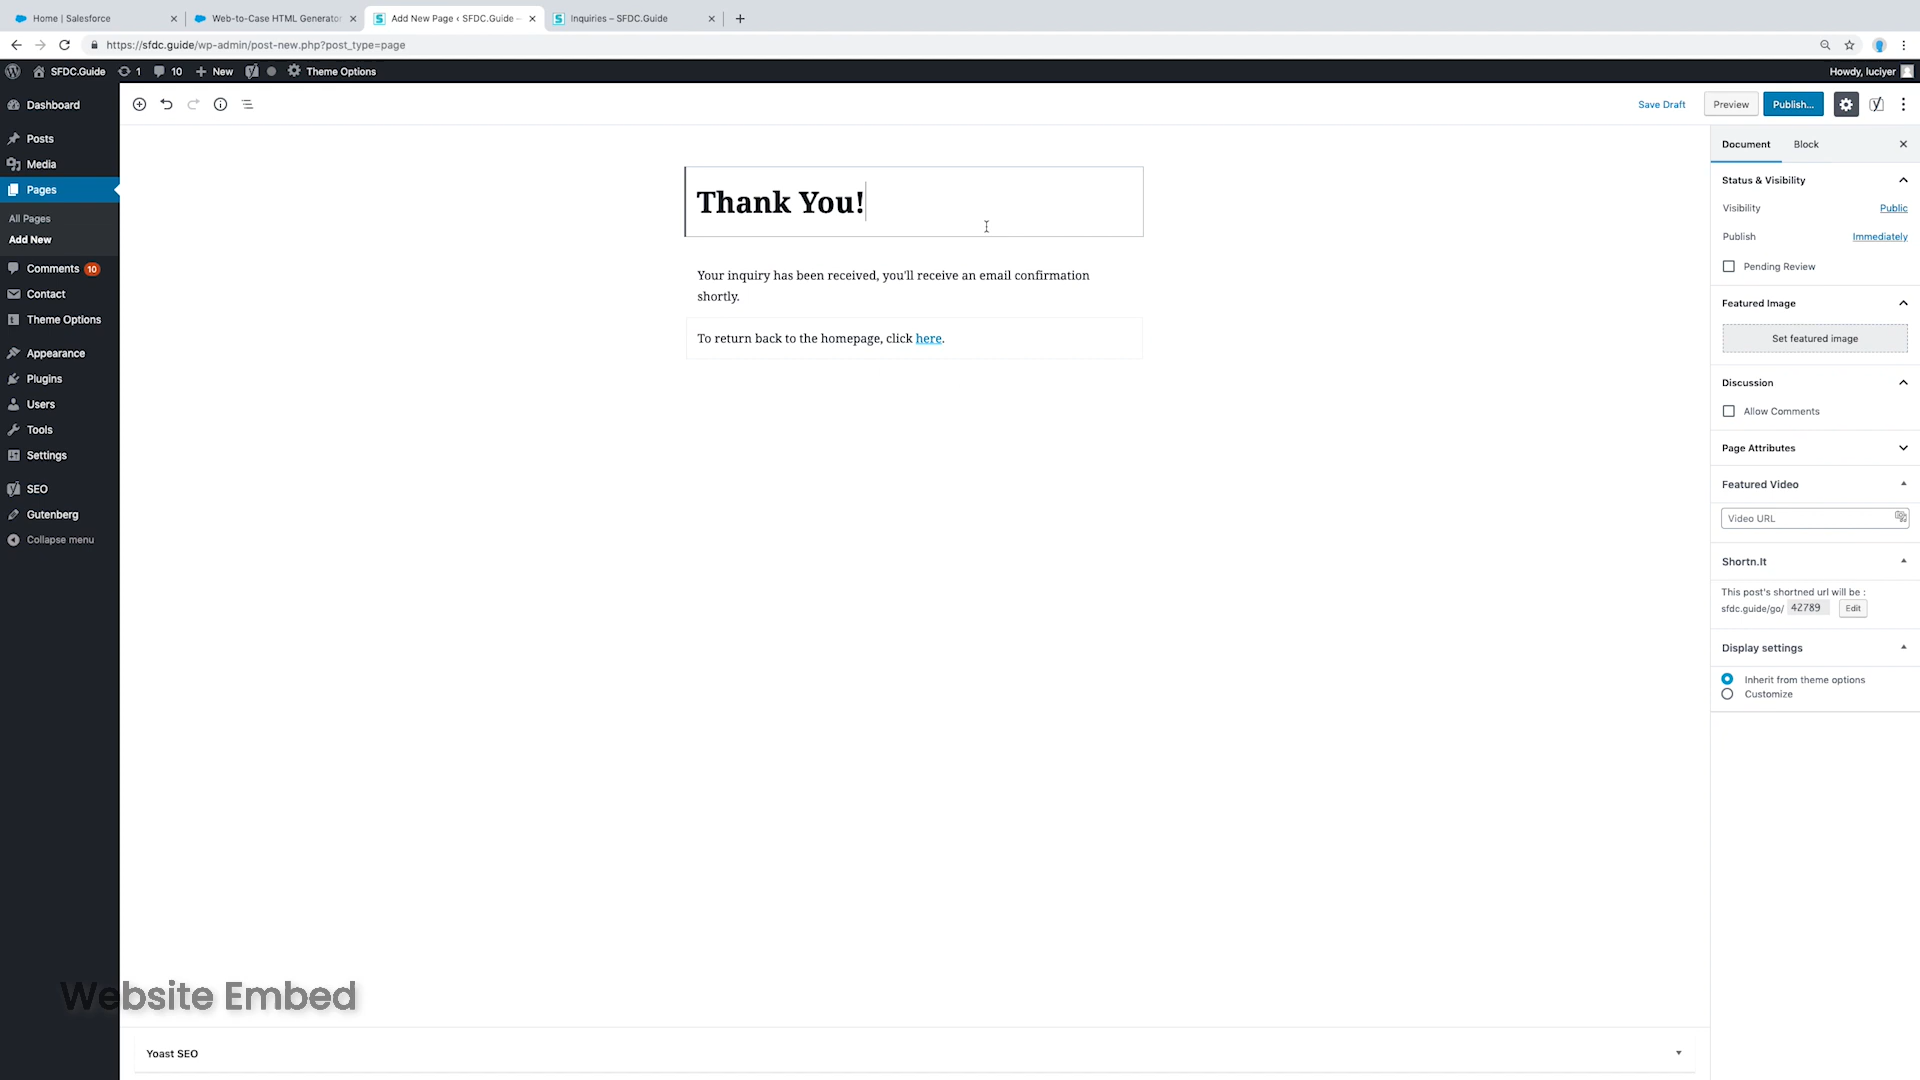 Home | Salesforce
Web-to-Case HTML Generator
Add New Page ‹ SFDC.Guide —
Inquiries – SFDC.Guide
https://sfdc.guide/wp-admin/post-new.php?post_type=page
SFDC.Guide
1
10
New
Theme Options
Howdy, luciyer
Dashboard
Posts
Media
Pages
All Pages
Add New
Comments 10
Contact
Theme Options
Appearance
Plugins
Users
Tools
Settings
SEO
Gutenberg
Collapse menu
Save Draft
Preview
Publish...
Thank You!
Your inquiry has been received, you'll receive an email confirmation
shortly.
To return back to the homepage, click here.
Document
Block
Status & Visibility
Visibility
Public
Publish
Immediately
Pending Review
Featured Image
Set featured image
Discussion
Allow Comments
Page Attributes
Featured Video
Video URL
Shortn.It
This post's shortned url will be :
sfdc.guide/go/ 42789 Edit
Display settings
Inherit from theme options
Customize
Website Embed
Yoast SEO